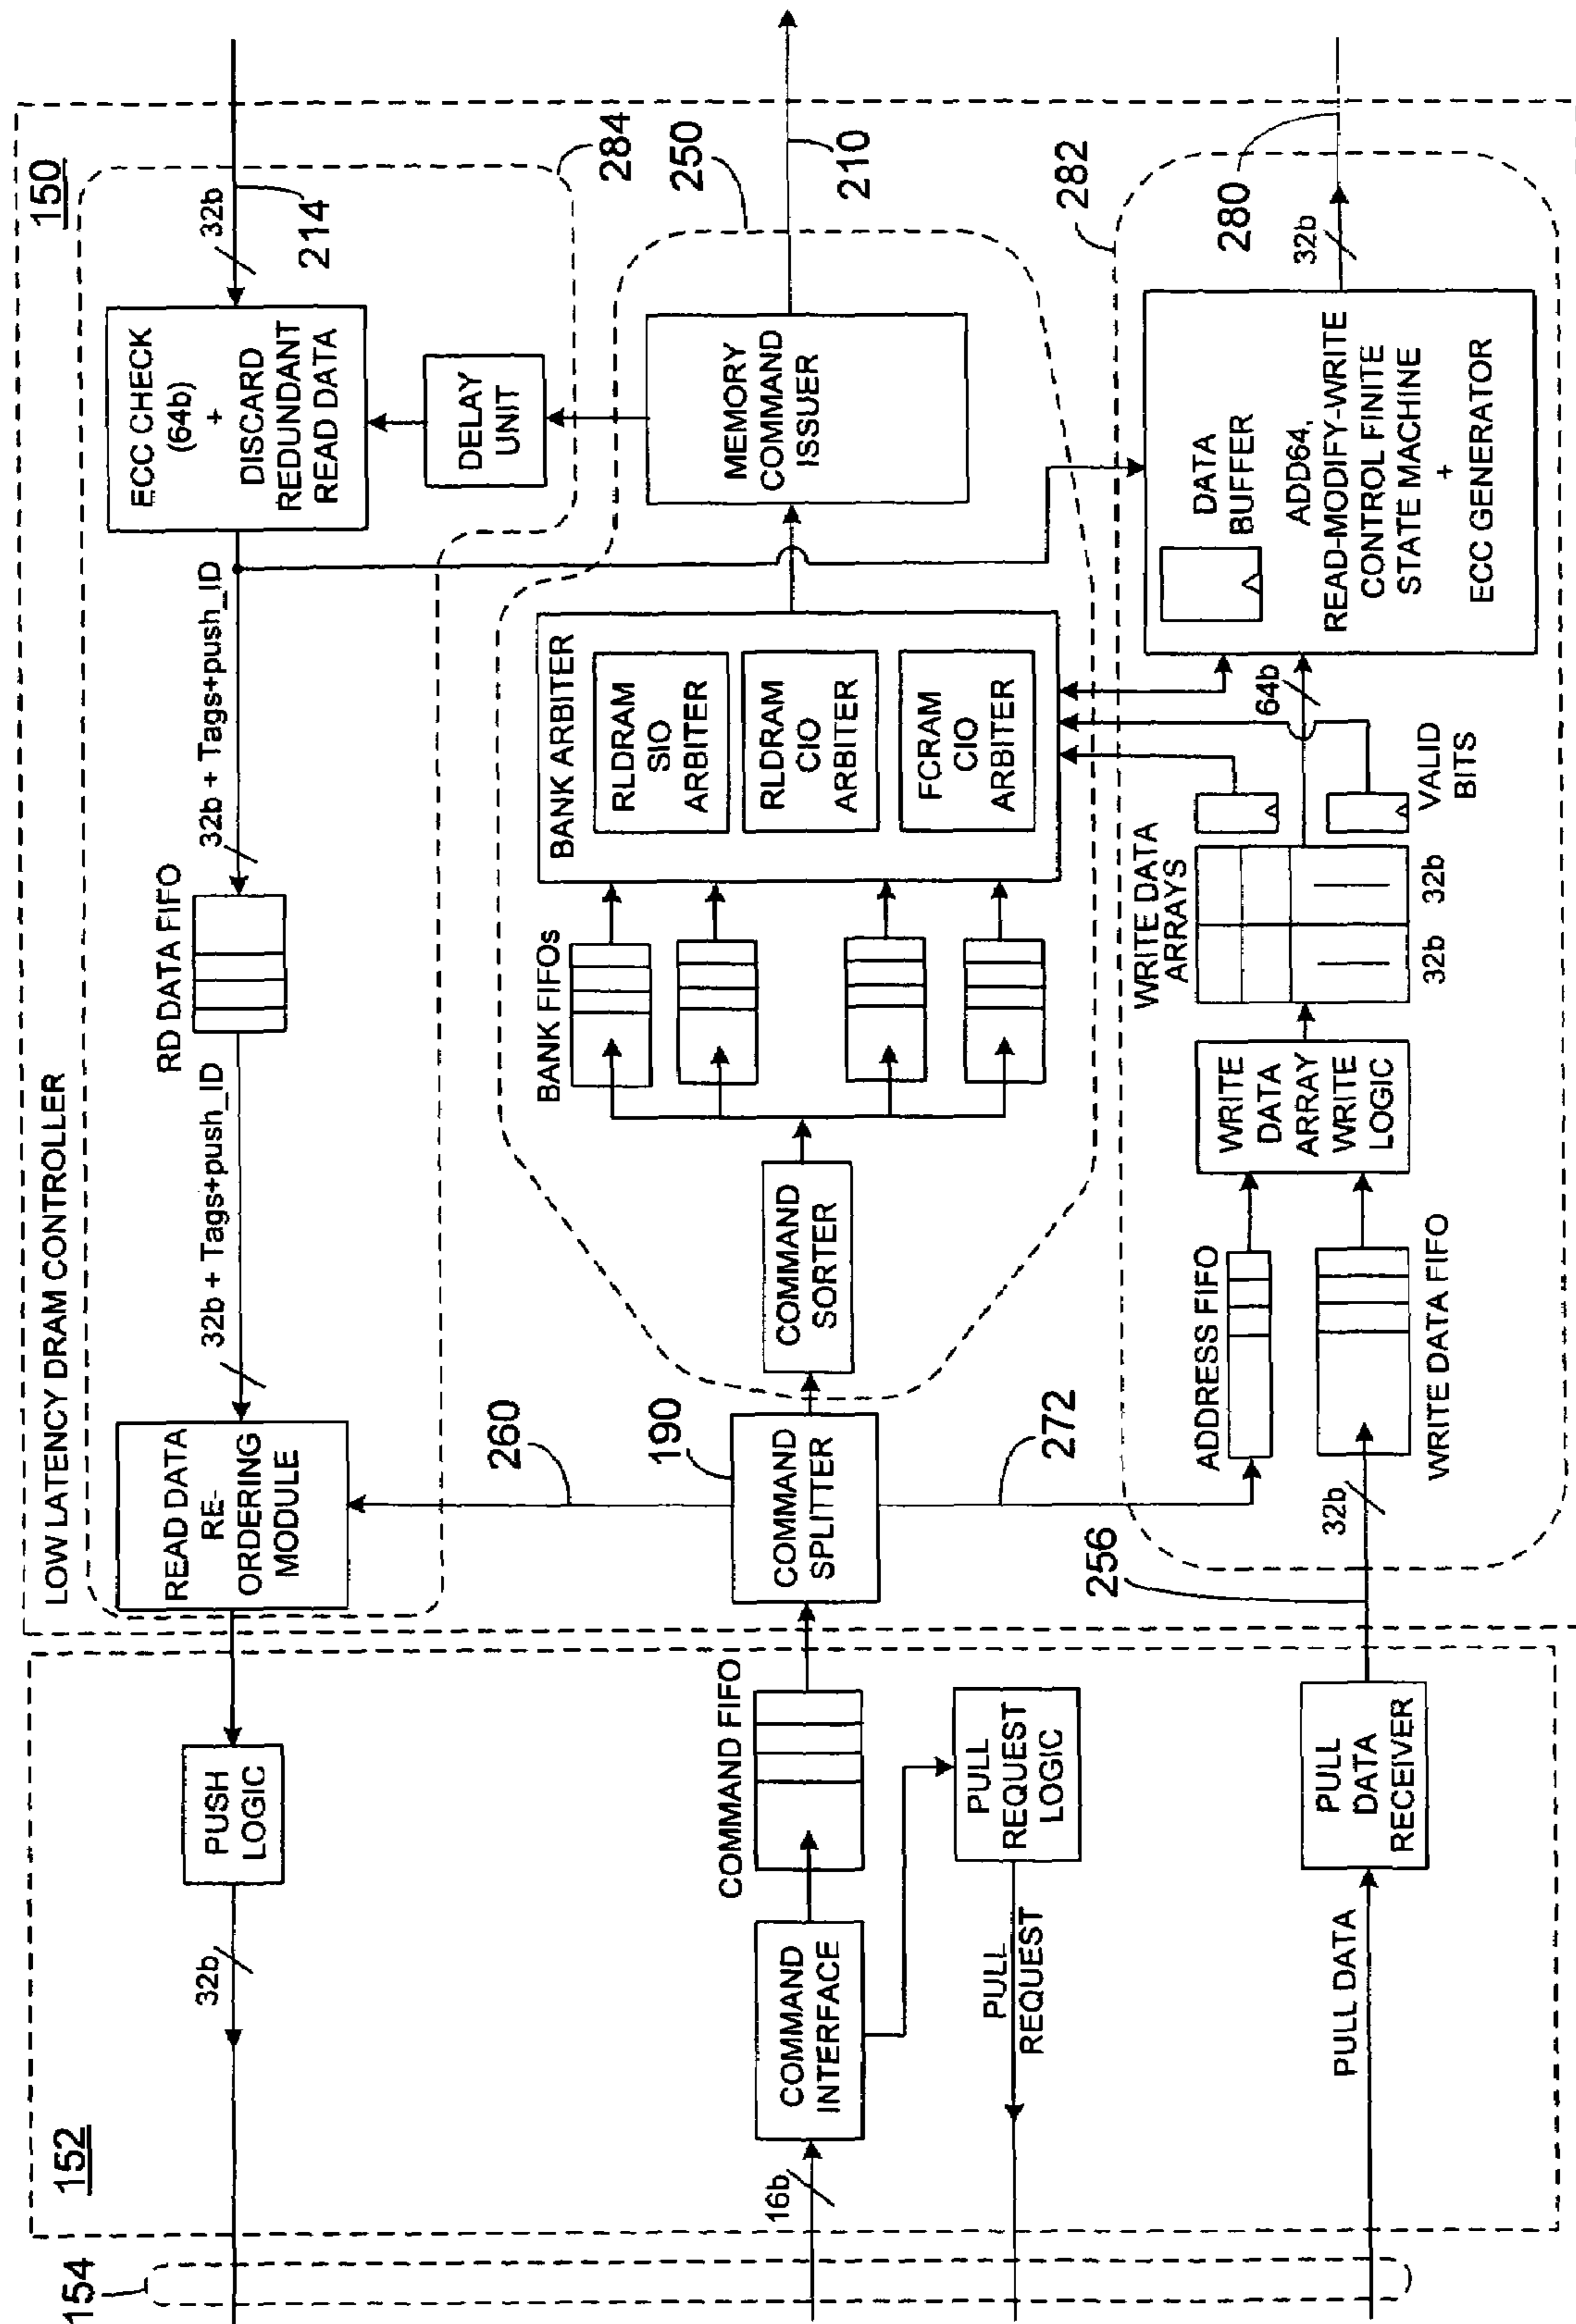 LOW LATENCY DRAM CONTROLLER
150
READ DATA
RE-
ORDERING
MODULE
32b + Tags+push_ID
RD DATA FIFO
32b + Tags+push_ID
ECC CHECK
(64b)
+
DISCARD
REDUNDANT
READ DATA
32b
214
284
DELAY
UNIT
250
260
190
COMMAND
SPLITTER
272
COMMAND
SORTER
BANK FIFOs
BANK ARBITER
RLDRAM
SIO
ARBITER
RLDRAM
CIO
ARBITER
FCRAM
CIO
ARBITER
MEMORY
COMMAND
ISSUER
210
282
256
32b
ADDRESS FIFO
WRITE DATA FIFO
WRITE
DATA
ARRAY
WRITE
LOGIC
WRITE DATA
ARRAYS
32b 32b
VALID
BITS
64b
DATA
BUFFER
ADD64,
READ-MODIFY-WRITE
CONTROL FINITE
STATE MACHINE
+
ECC GENERATOR
32b
280
152
154
PUSH
LOGIC
32b
16b
COMMAND
INTERFACE
COMMAND FIFO
PULL
REQUEST
LOGIC
PULL
REQUEST
PULL DATA
PULL
DATA
RECEIVER